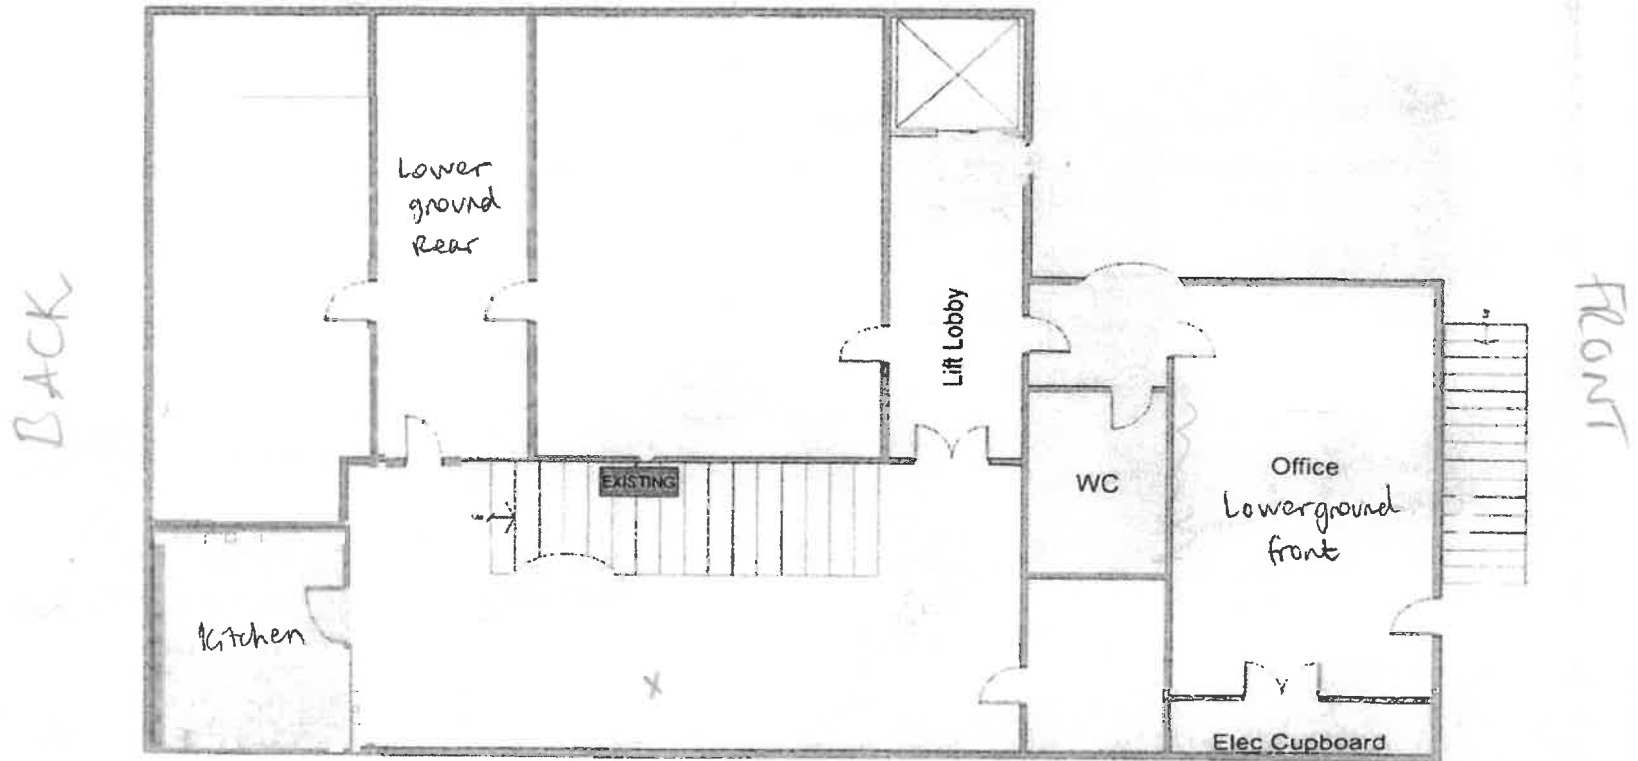 BACK
Lower
ground
Rear
Lift Lobby
EXISTING
WC
Office
Lowerground
front
Kitchen
x
Elec Cupboard
FRONT